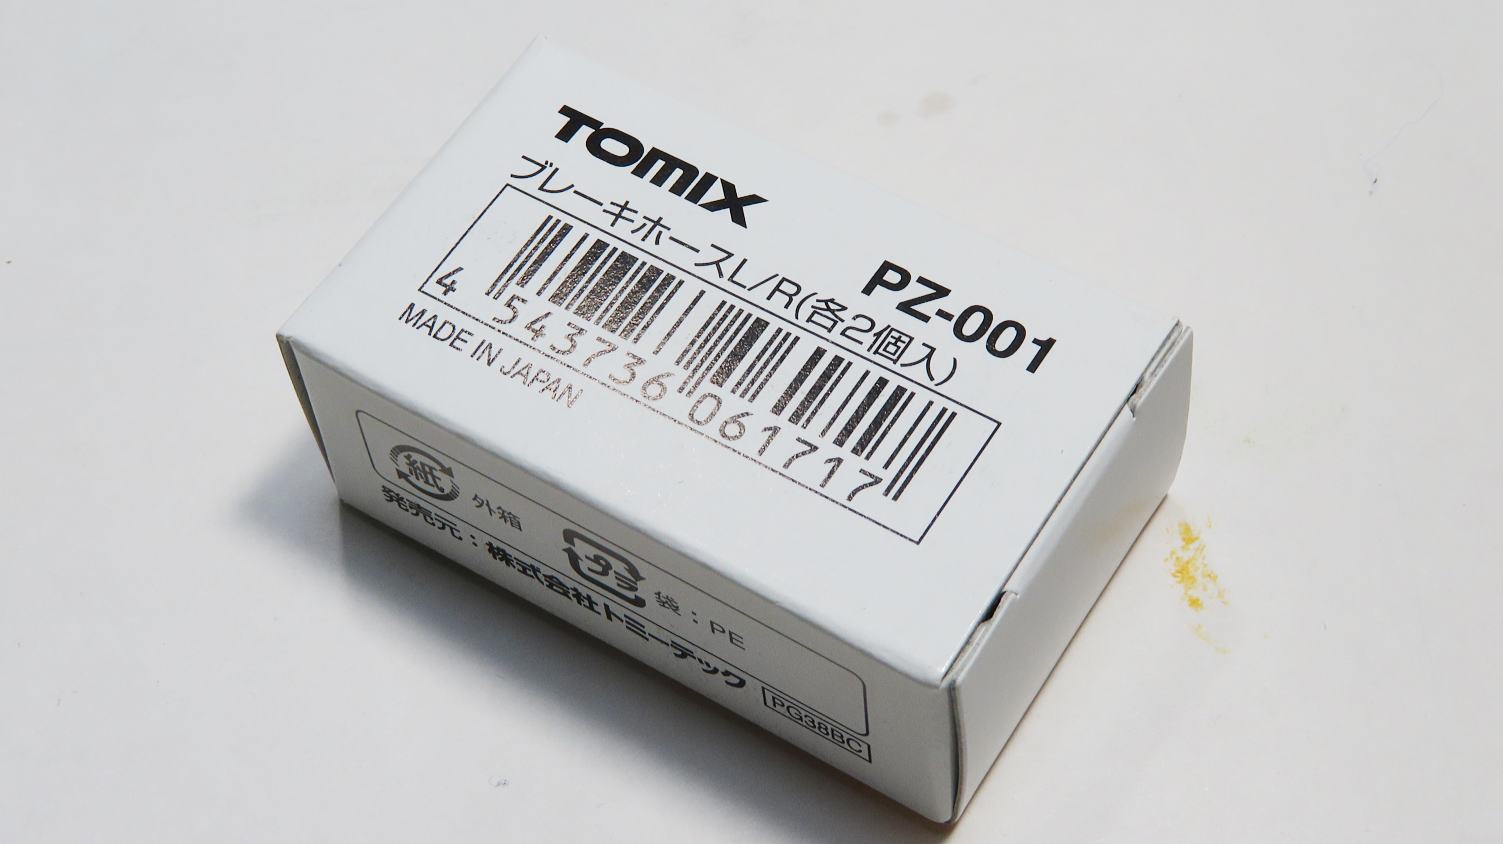 TOMIX
PZ-001
ブレーキホースL/R(各2個入)
4 543736 061717
MADE IN JAPAN
紙 外箱 プラ 袋：PE
発売元：株式会社トミーテック PG38BC